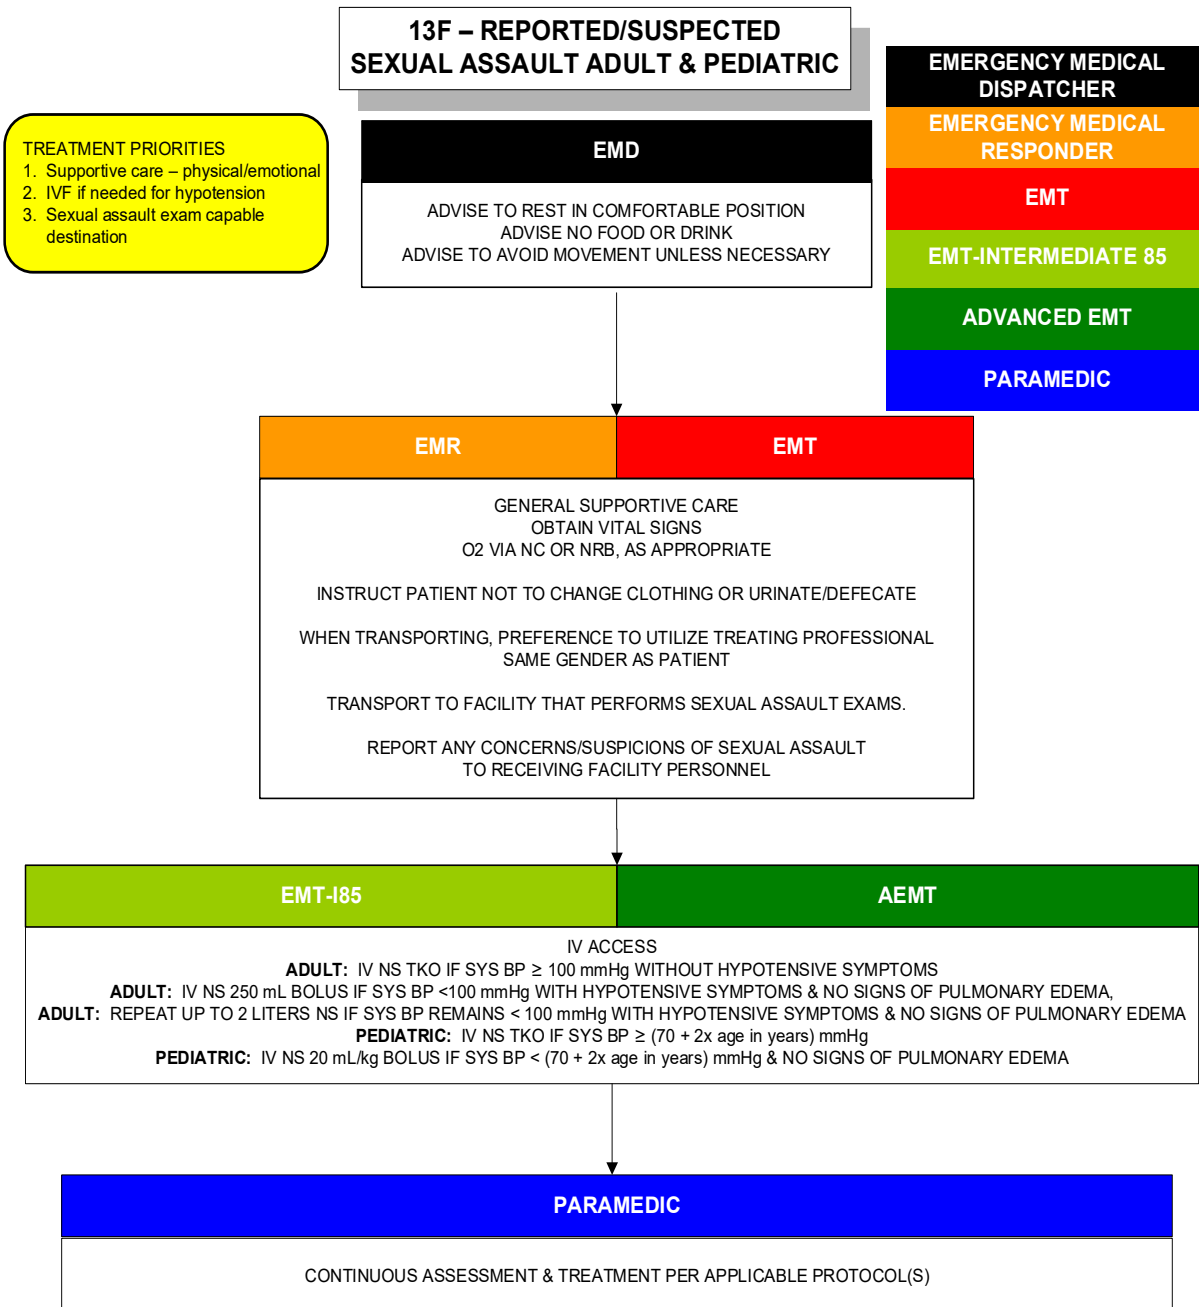 13F – REPORTED/SUSPECTED
SEXUAL ASSAULT ADULT & PEDIATRIC
EMERGENCY MEDICAL
DISPATCHER
EMERGENCY MEDICAL
RESPONDER
EMT
EMT-INTERMEDIATE 85
ADVANCED EMT
PARAMEDIC
TREATMENT PRIORITIES
1. Supportive care – physical/emotional
2. IVF if needed for hypotension
3. Sexual assault exam capable
destination
EMD
ADVISE TO REST IN COMFORTABLE POSITION
ADVISE NO FOOD OR DRINK
ADVISE TO AVOID MOVEMENT UNLESS NECESSARY
EMR
EMT
GENERAL SUPPORTIVE CARE
OBTAIN VITAL SIGNS
O2 VIA NC OR NRB, AS APPROPRIATE
INSTRUCT PATIENT NOT TO CHANGE CLOTHING OR URINATE/DEFECATE
WHEN TRANSPORTING, PREFERENCE TO UTILIZE TREATING PROFESSIONAL
SAME GENDER AS PATIENT
TRANSPORT TO FACILITY THAT PERFORMS SEXUAL ASSAULT EXAMS.
REPORT ANY CONCERNS/SUSPICIONS OF SEXUAL ASSAULT
TO RECEIVING FACILITY PERSONNEL
EMT-I85
AEMT
IV ACCESS
ADULT: IV NS TKO IF SYS BP ≥ 100 mmHg WITHOUT HYPOTENSIVE SYMPTOMS
ADULT: IV NS 250 mL BOLUS IF SYS BP <100 mmHg WITH HYPOTENSIVE SYMPTOMS & NO SIGNS OF PULMONARY EDEMA,
ADULT: REPEAT UP TO 2 LITERS NS IF SYS BP REMAINS < 100 mmHg WITH HYPOTENSIVE SYMPTOMS & NO SIGNS OF PULMONARY EDEMA
PEDIATRIC: IV NS TKO IF SYS BP ≥ (70 + 2x age in years) mmHg
PEDIATRIC: IV NS 20 mL/kg BOLUS IF SYS BP < (70 + 2x age in years) mmHg & NO SIGNS OF PULMONARY EDEMA
PARAMEDIC
CONTINUOUS ASSESSMENT & TREATMENT PER APPLICABLE PROTOCOL(S)